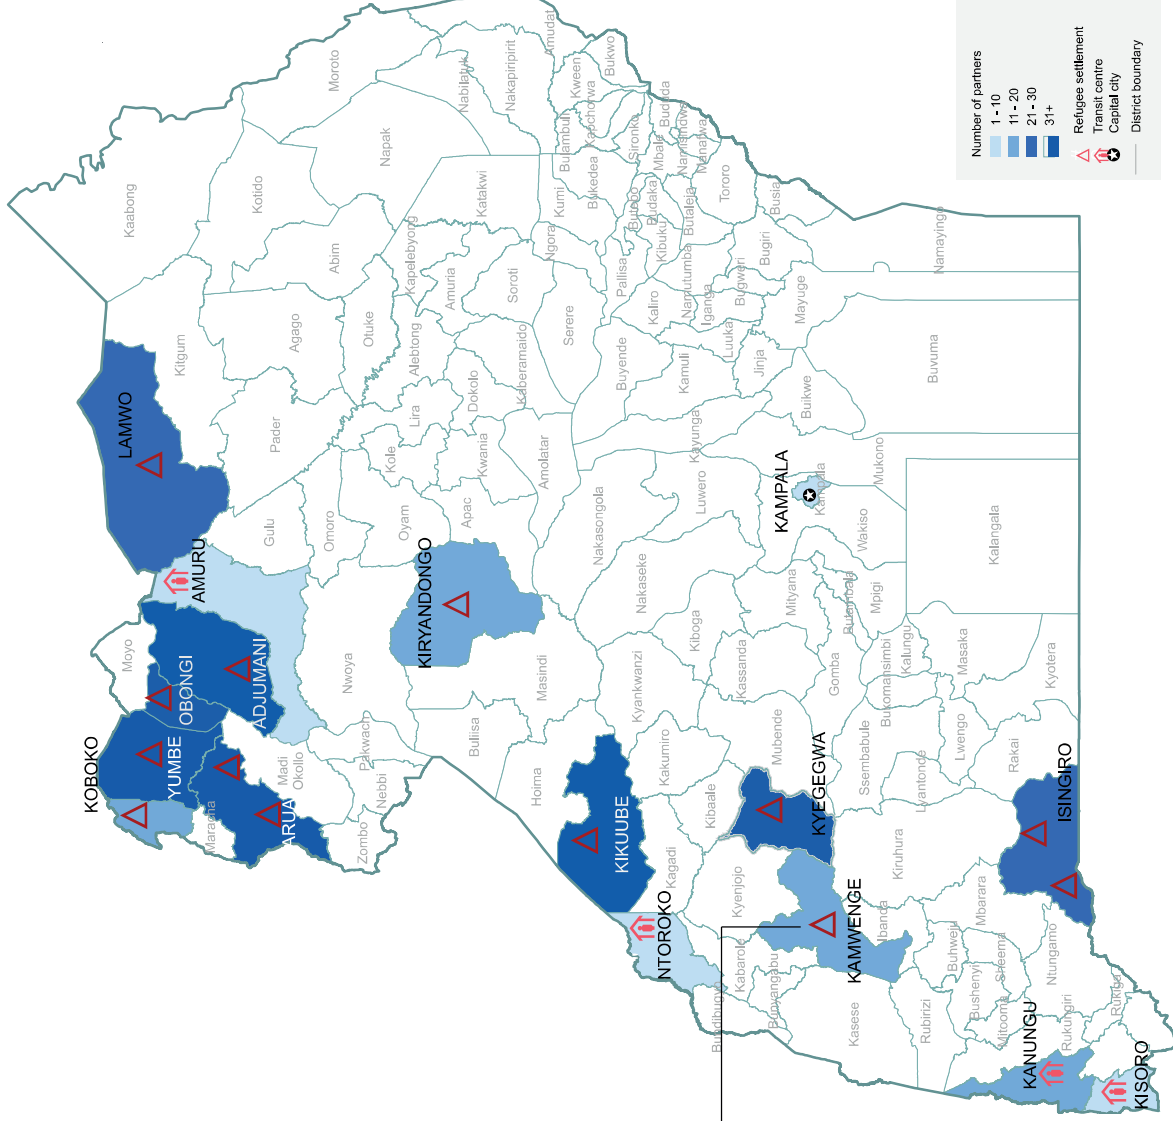 Number of partners
1 - 10
11 - 20
21 - 30
31+
Refugee settlement
Transit centre
Capital city
District boundary
LAMWO
AMURU
KOBOKO
YUMBE
OBONGI
ADJUMANI
ARUA
KIRYANDONGO
KIKUUBE
NTOROKO
KYEGEGWA
KAMWENGE
KAMPALA
ISINGIRO
KANUNGU
KISORO
Kaabong
Moroto
Kotido
Napak
Nabilatuk
Nakapiripirit
Amudat
Kween
Bukwo
Bulambuli
Kapchorwa
Sironko
Bududa
Mbale
Manafwa
Tororo
Busia
Bukedea
Kumi
Ngora
Katakwi
Kapelebyong
Amuria
Soroti
Serere
Kaberamaido
Abim
Kitgum
Agago
Otuke
Alebtong
Lira
Dokolo
Kole
Kwania
Amolatar
Pader
Gulu
Omoro
Oyam
Apac
Nwoya
Moyo
Maracha
Madi
Okollo
Pakwach
Nebbi
Zombo
Buliisa
Masindi
Hoima
Kakumiro
Kibaale
Kagadi
Kyankwanzi
Kiboga
Nakaseke
Nakasongola
Luwero
Kayunga
Buyende
Kamuli
Kaliro
Pallisa
Butebo
Budaka
Kibuku
Butaleja
Namutumba
Iganga
Bugweri
Bugiri
Luuka
Jinja
Mayuge
Namayingo
Buvuma
Buikwe
Mukono
Kampala
Wakiso
Kalangala
Mityana
Butambala
Mpigi
Gomba
Kassanda
Mubende
Ssembabule
Bukomansimbi
Kalungu
Masaka
Lwengo
Kyotera
Rakai
Lyantonde
Kiruhura
Kyenjojo
Kabarole
Bunyangabu
Bundibugyo
Kasese
Ibanda
Rubirizi
Buhweju
Bushenyi
Sheema
Mitooma
Mbarara
Ntungamo
Rukungiri
Rukiga